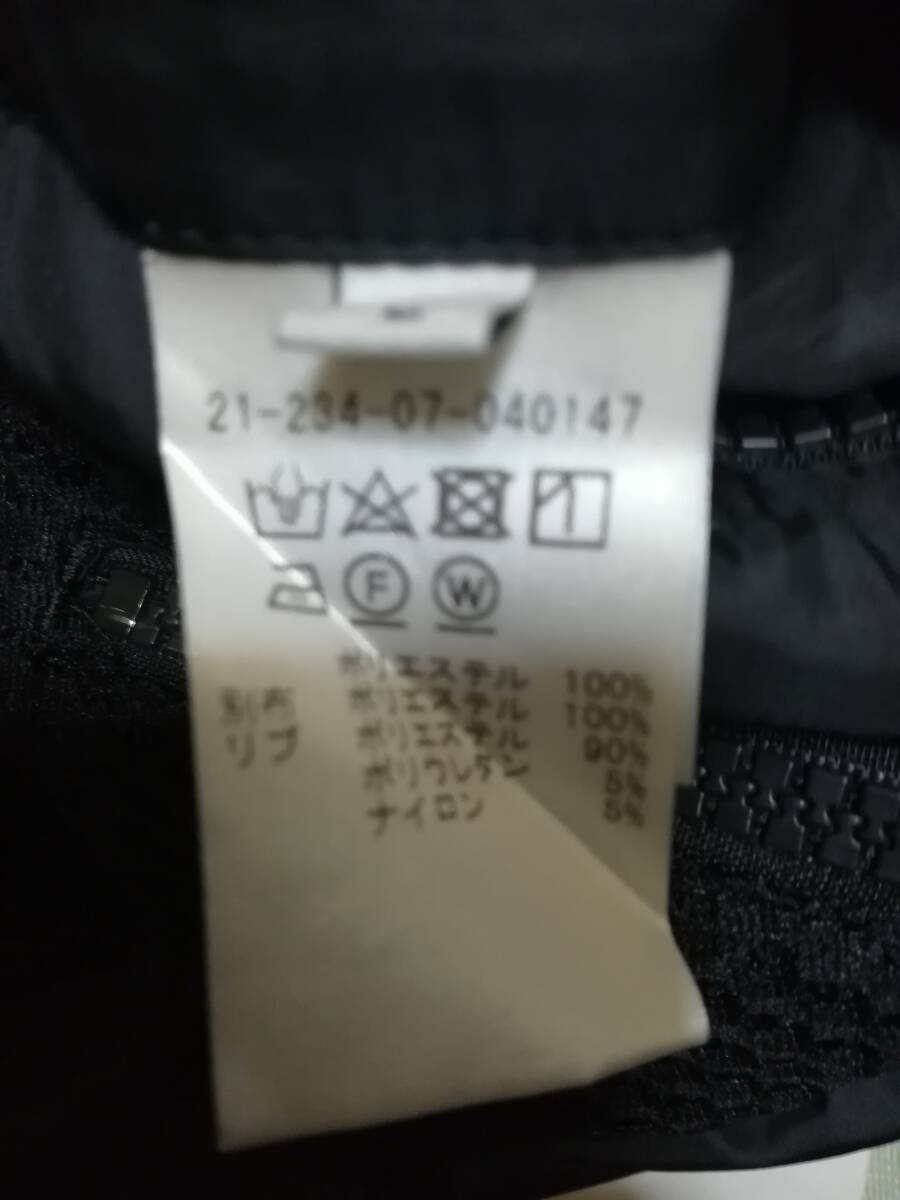 21-234-07-040147
F W
ポリエステル 100%
別布 ポリエステル 100%
リブ ポリエステル 90%
ポリウレタン 5%
ナイロン 5%